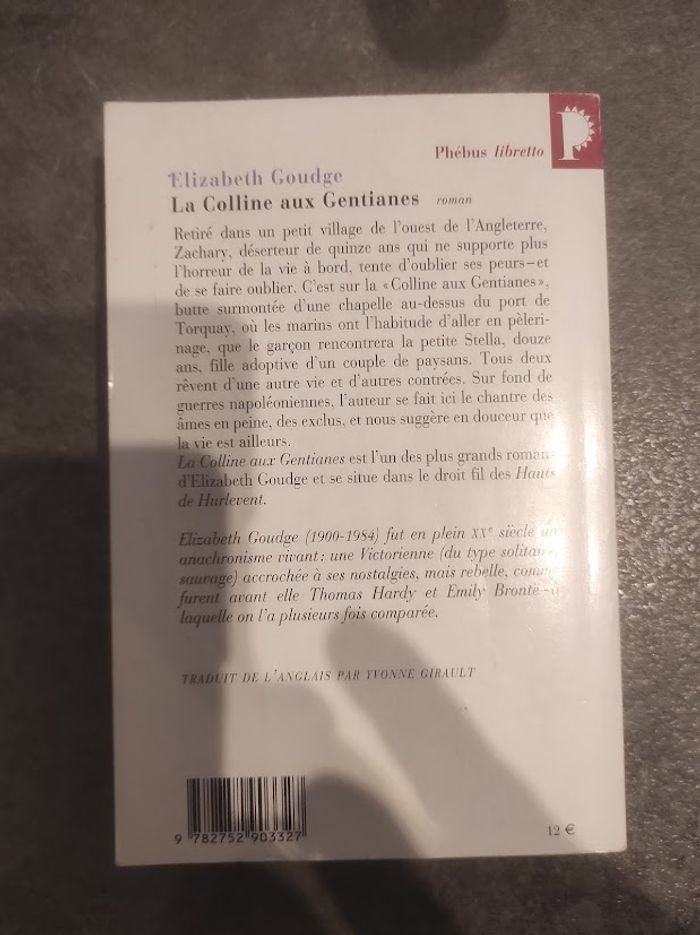 P
Phébus libretto
Elizabeth Goudge
La Colline aux Gentianes roman
Retiré dans un petit village de l'ouest de l'Angleterre,
Zachary, déserteur de quinze ans qui ne supporte plus
l'horreur de la vie à bord, tente d'oublier ses peurs – et
de se faire oublier. C'est sur la «Colline aux Gentianes»,
butte surmontée d'une chapelle au-dessus du port de
Torquay, où les marins ont l'habitude d'aller en pèleri-
nage, que le garçon rencontrera la petite Stella, douze
ans, fille adoptive d'un couple de paysans. Tous deux
rêvent d'une autre vie et d'autres contrées. Sur fond de
guerres napoléoniennes, l'auteur se fait ici le chantre des
âmes en peine, des exclus, et nous suggère en douceur que
la vie est ailleurs.
La Colline aux Gentianes est l'un des plus grands romans
d'Elizabeth Goudge et se situe dans le droit fil des Hauts
de Hurlevent.
Elizabeth Goudge (1900-1984) fut en plein XXe siècle un
anachronisme vivant : une Victorienne (du type solitaire,
sauvage) accrochée à ses nostalgies, mais rebelle, comme
furent avant elle Thomas Hardy et Emily Brontë – à
laquelle on l'a plusieurs fois comparée.
TRADUIT DE L'ANGLAIS PAR YVONNE GIRAULT
9 782752 903327
12 €